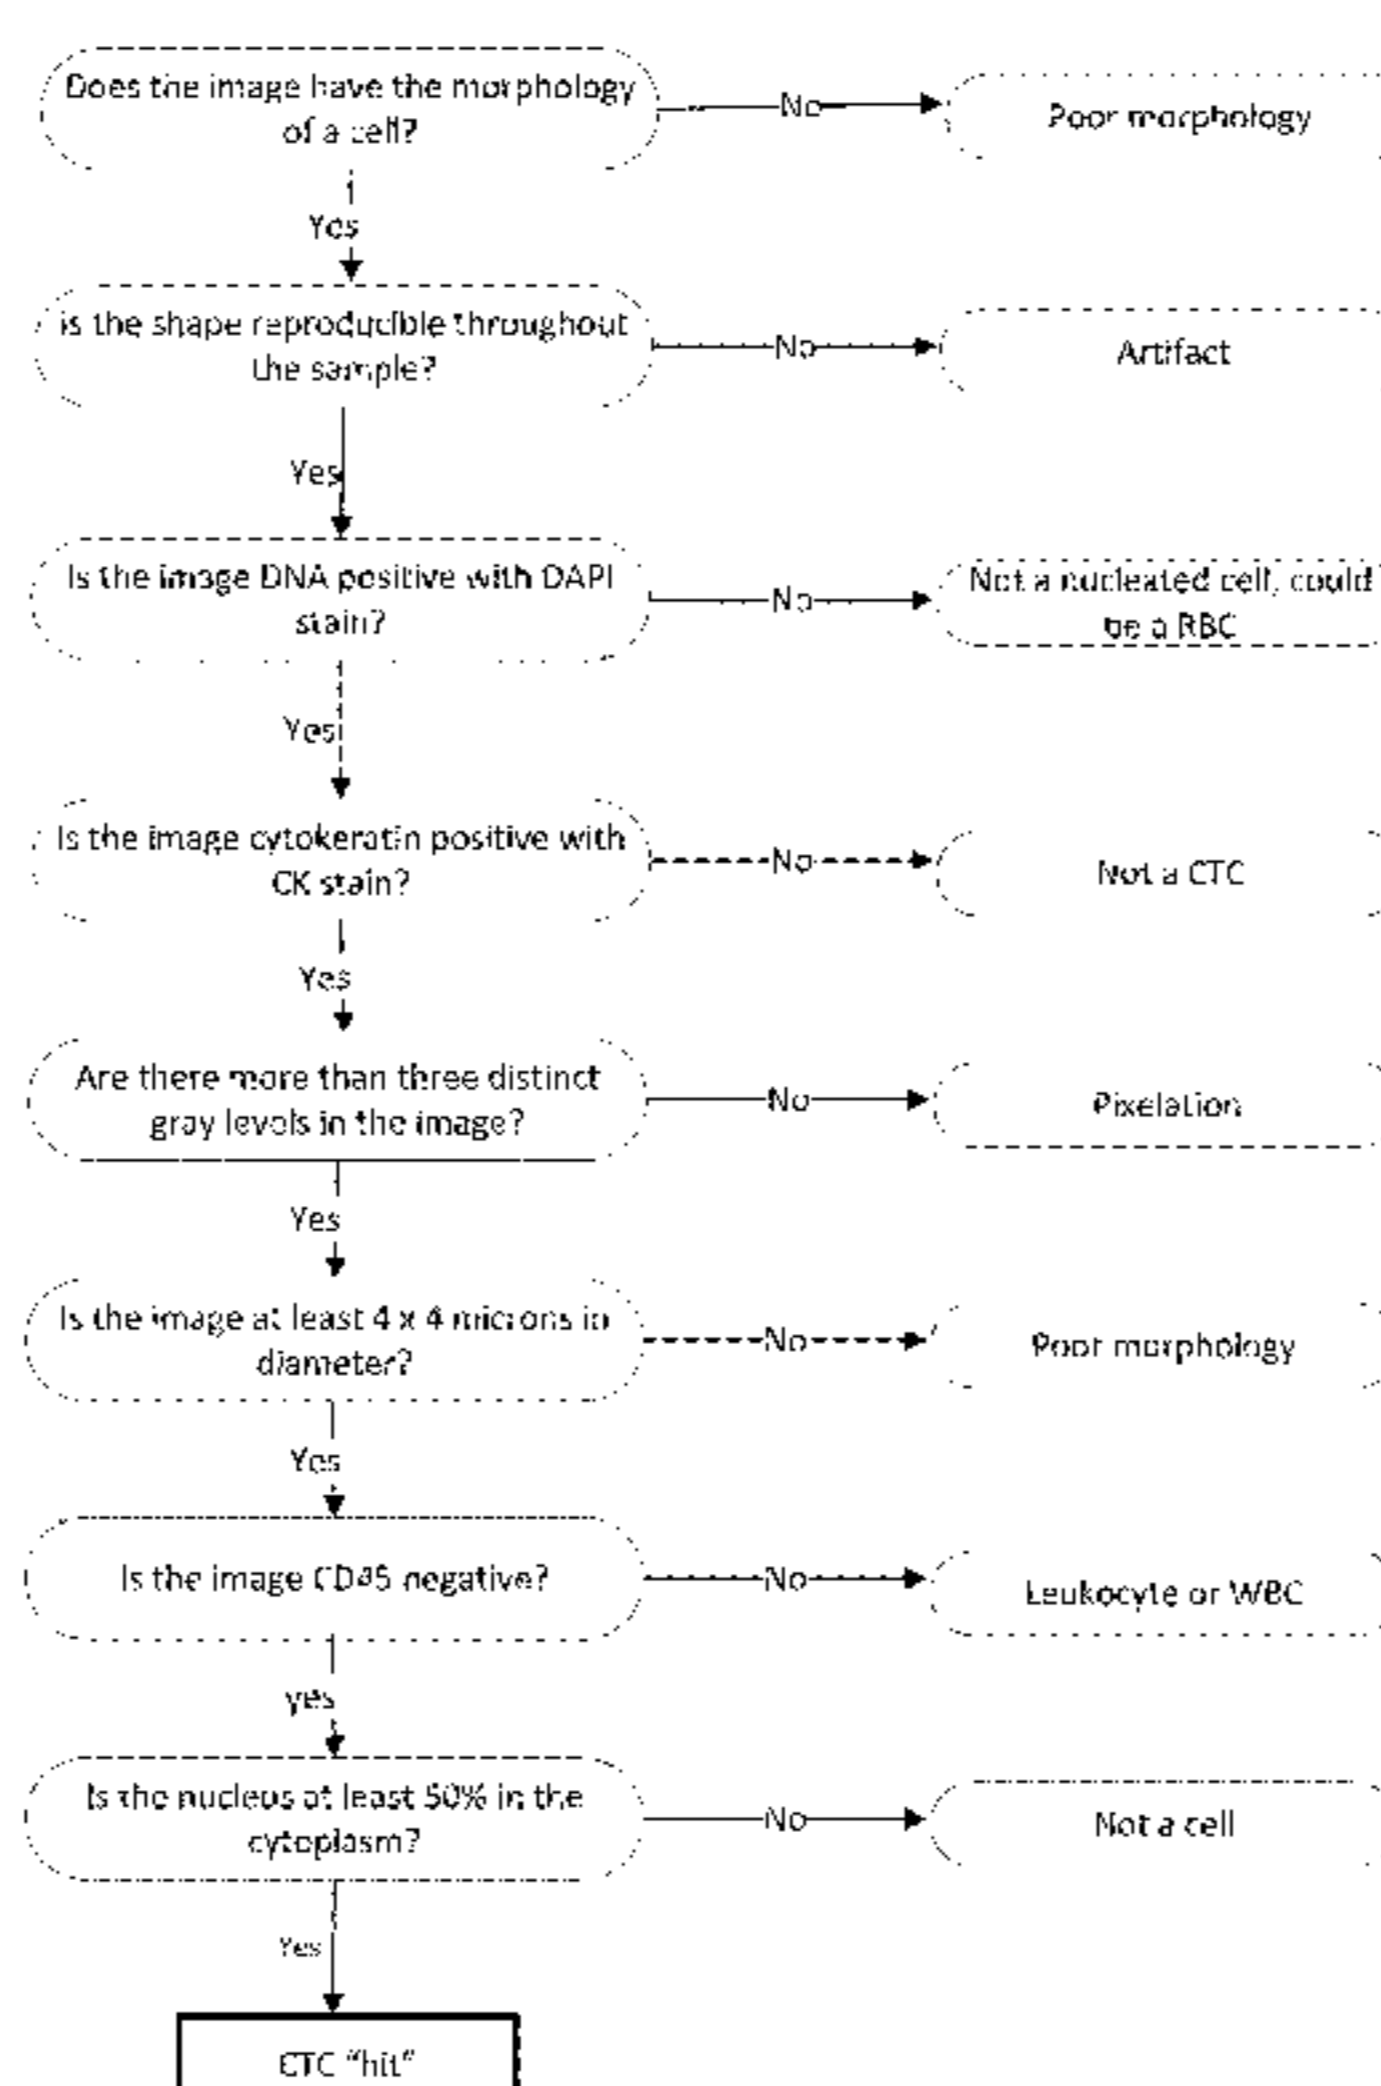 Does the image have the morphology
of a cell?
No
Poor morphology
Yes
is the shape reproducible throughout
the sample?
No
Artifact
Yes
Is the image DNA positive with DAPI
stain?
No
Not a nucleated cell, could
be a RBC
Yes
Is the image cytokeratin positive with
CK stain?
No
Not a CTC
Yes
Are there more than three distinct
gray levels in the image?
No
Pixelation
Yes
Is the image at least 4 x 4 microns in
diameter?
No
Poor morphology
Yes
Is the image CD45 negative?
No
Leukocyte or WBC
yes
Is the nucleus at least 50% in the
cytoplasm?
No
Not a cell
Yes
CTC “hit”